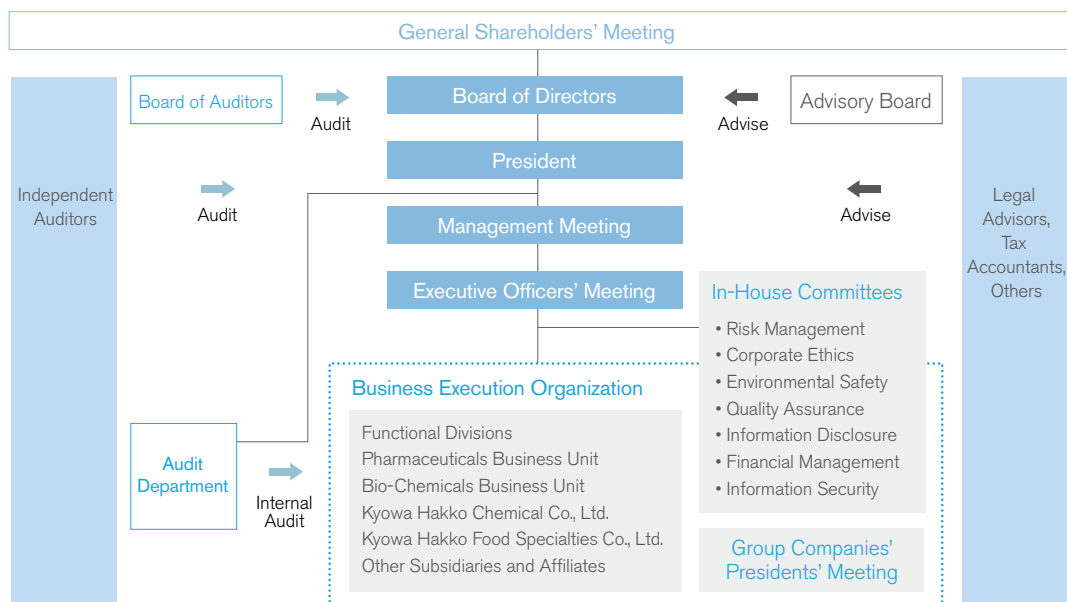 General Shareholders’ Meeting
Board of Auditors
Audit
Board of Directors
Advise
Advisory Board
President
Independent
Auditors
Audit
Management Meeting
Advise
Legal
Advisors,
Tax
Accountants,
Others
Executive Officers’ Meeting
In-House Committees
• Risk Management
• Corporate Ethics
• Environmental Safety
• Quality Assurance
• Information Disclosure
• Financial Management
• Information Security
Business Execution Organization
Functional Divisions
Pharmaceuticals Business Unit
Bio-Chemicals Business Unit
Kyowa Hakko Chemical Co., Ltd.
Kyowa Hakko Food Specialties Co., Ltd.
Other Subsidiaries and Affiliates
Audit
Department
Internal
Audit
Group Companies’
Presidents’ Meeting